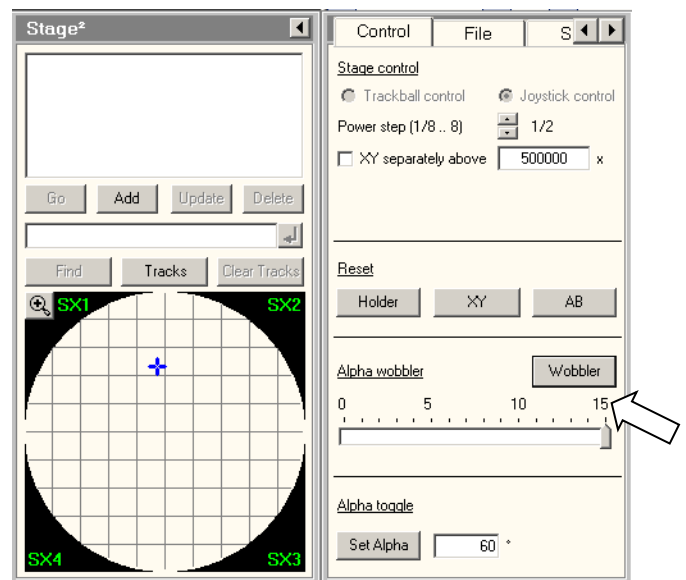 Stage²
Go Add Update Delete
Find Tracks Clear Tracks
SX1 SX2
SX4 SX3
Control File S
Stage control
Trackball control Joystick control
Power step (1/8 .. 8) 1/2
XY separately above 500000 x
Reset
Holder XY AB
Alpha wobbler Wobbler
0 5 10 15
Alpha toggle
Set Alpha 60 °